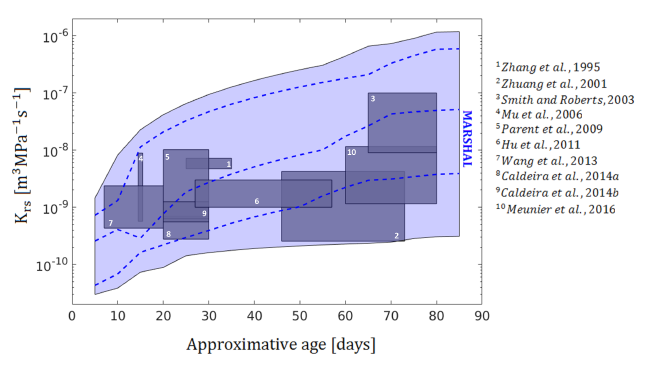 10⁻⁶
10⁻⁷
10⁻⁸
10⁻⁹
10⁻¹⁰
Kᵣₛ [m³MPa⁻¹s⁻¹]
0 10 20 30 40 50 60 70 80 90
Approximative age [days]
1
2
3
4
5
6
7
8
9
10
MARSHAL
¹Zhang et al., 1995
²Zhuang et al., 2001
³Smith and Roberts, 2003
⁴Mu et al., 2006
⁵Parent et al., 2009
⁶Hu et al., 2011
⁷Wang et al., 2013
⁸Caldeira et al., 2014a
⁹Caldeira et al., 2014b
¹⁰Meunier et al., 2016